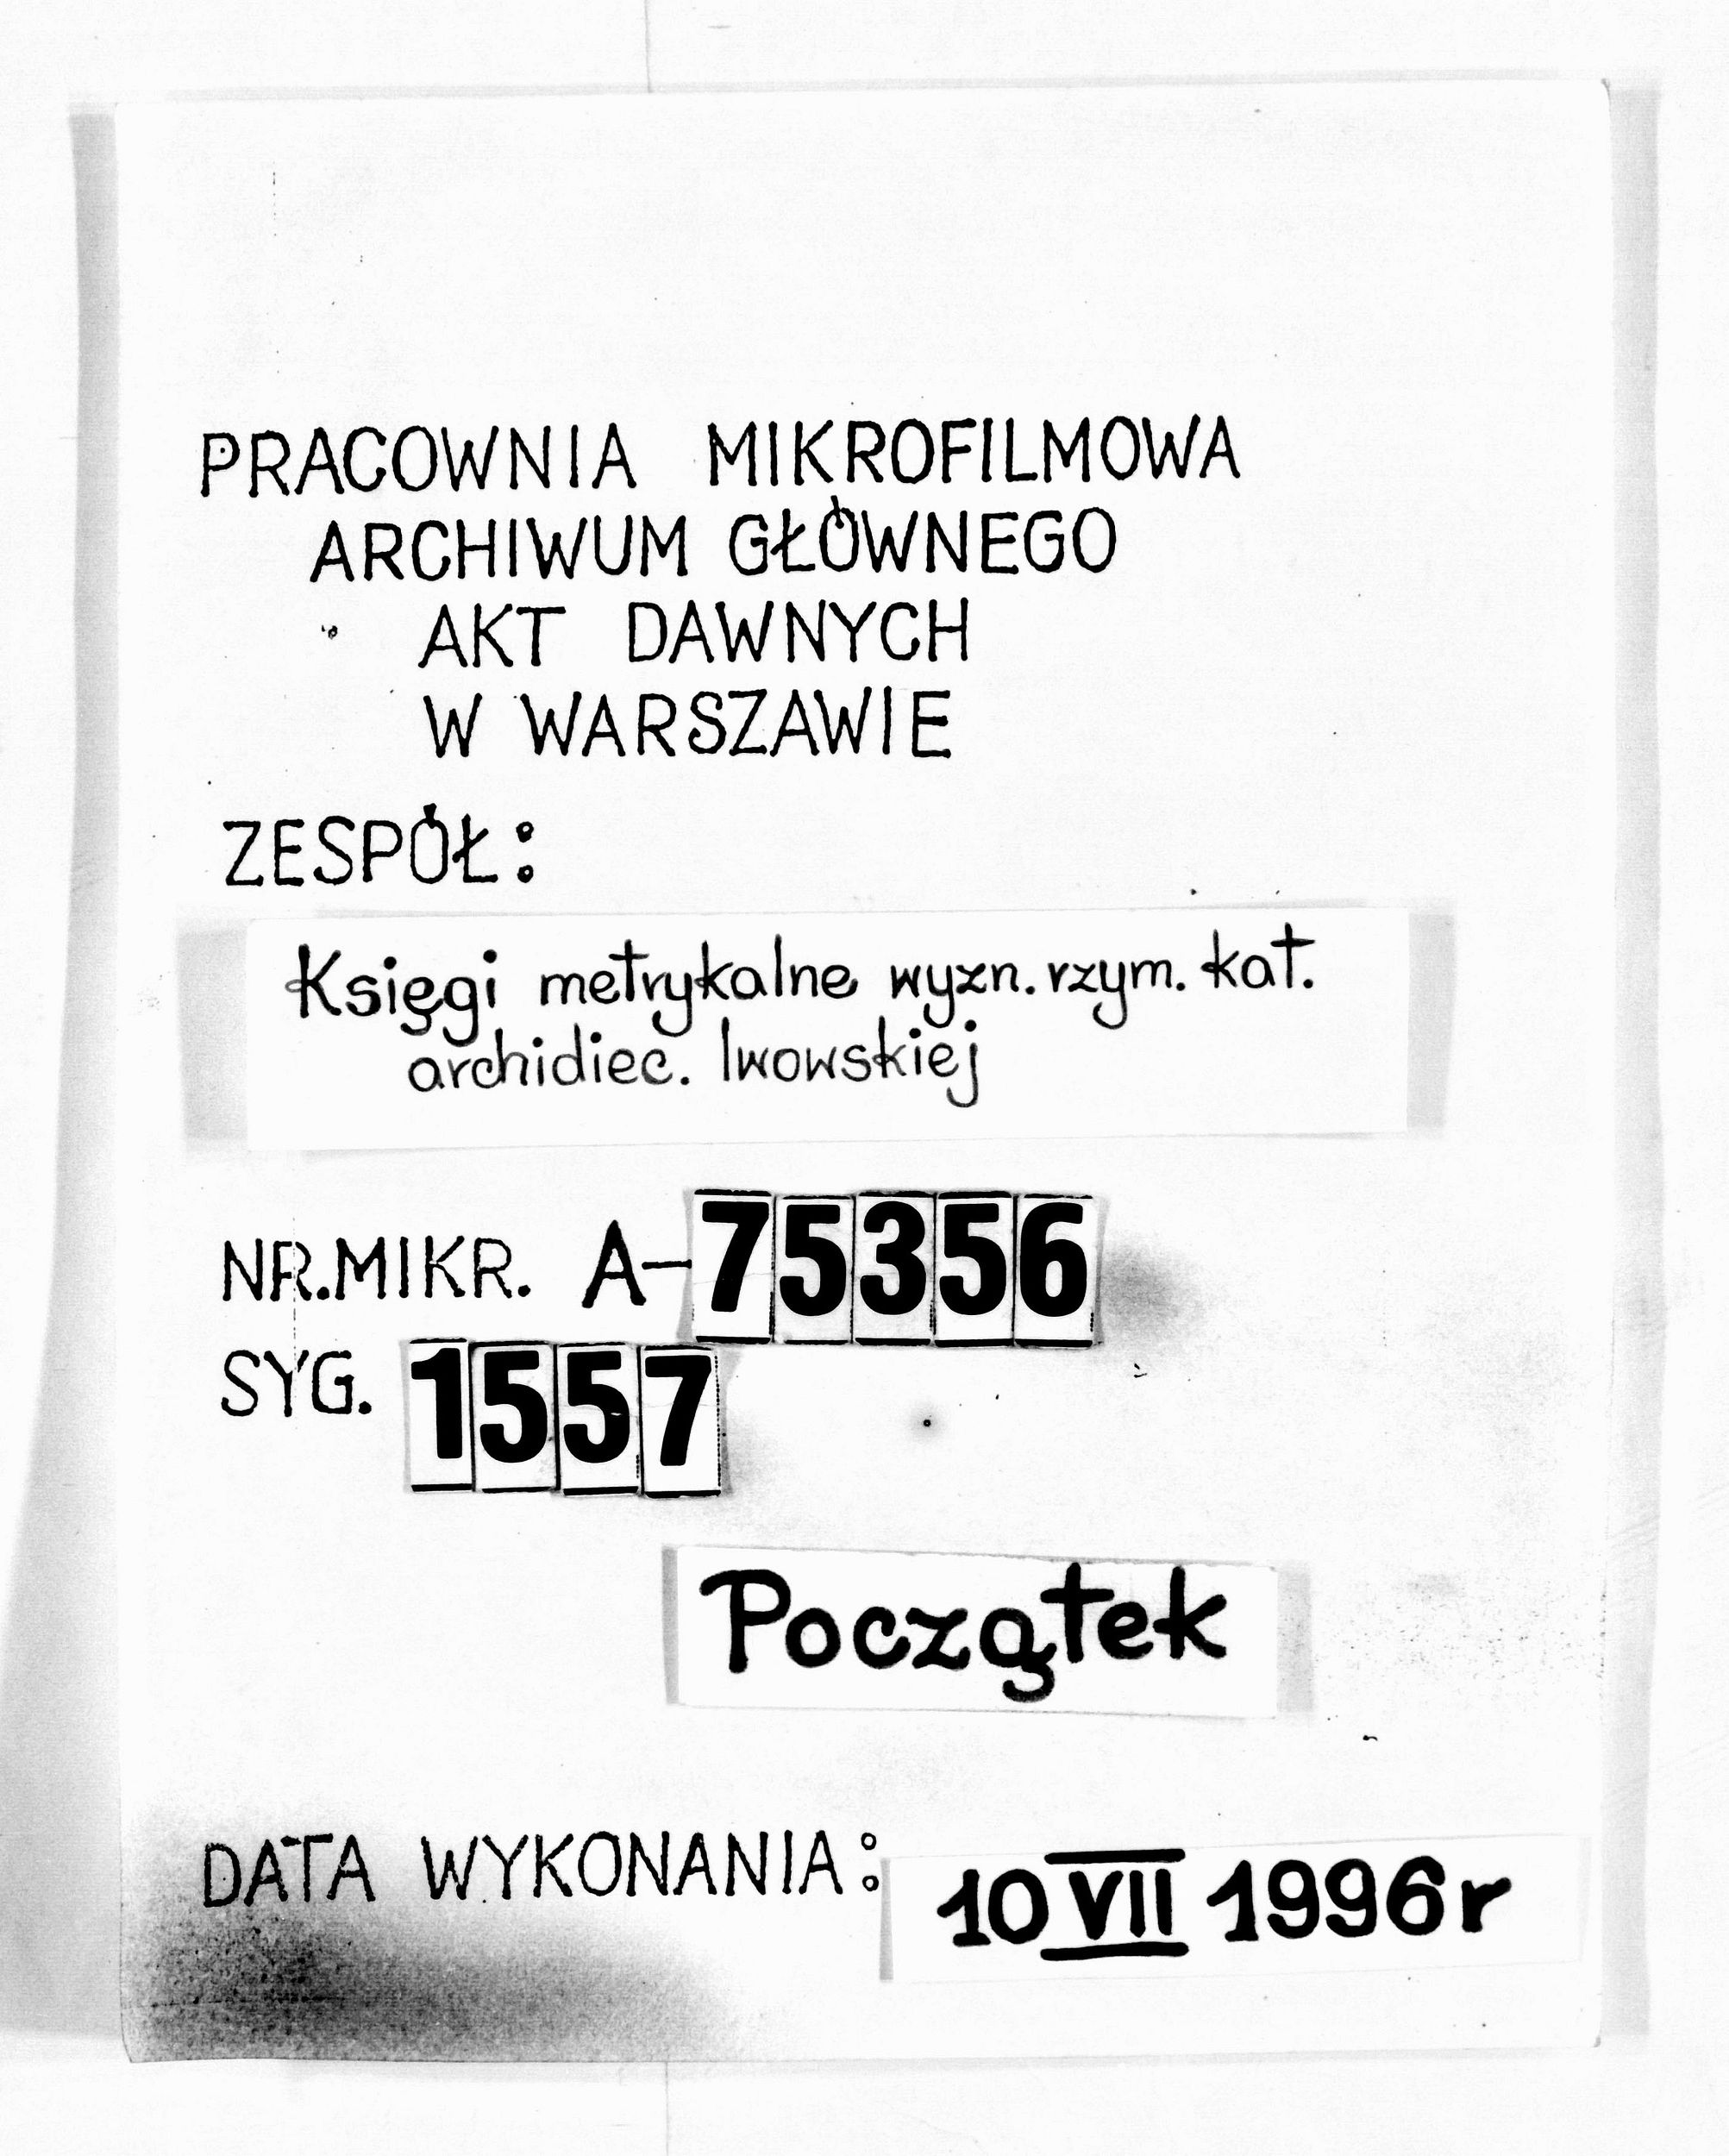 PRACOWNIA MIKROFILMOWA
ARCHIWUM GŁÓWNEGO
AKT DAWNYCH
W WARSZAWIE
ZESPÓŁ:
Księgi metrykalne wyzn. rzym. kat.
archidiec. lwowskiej
NR. MIKR. A-75356
SYG. 1557
Początek
DATA WYKONANIA: 10 VII 1996 r